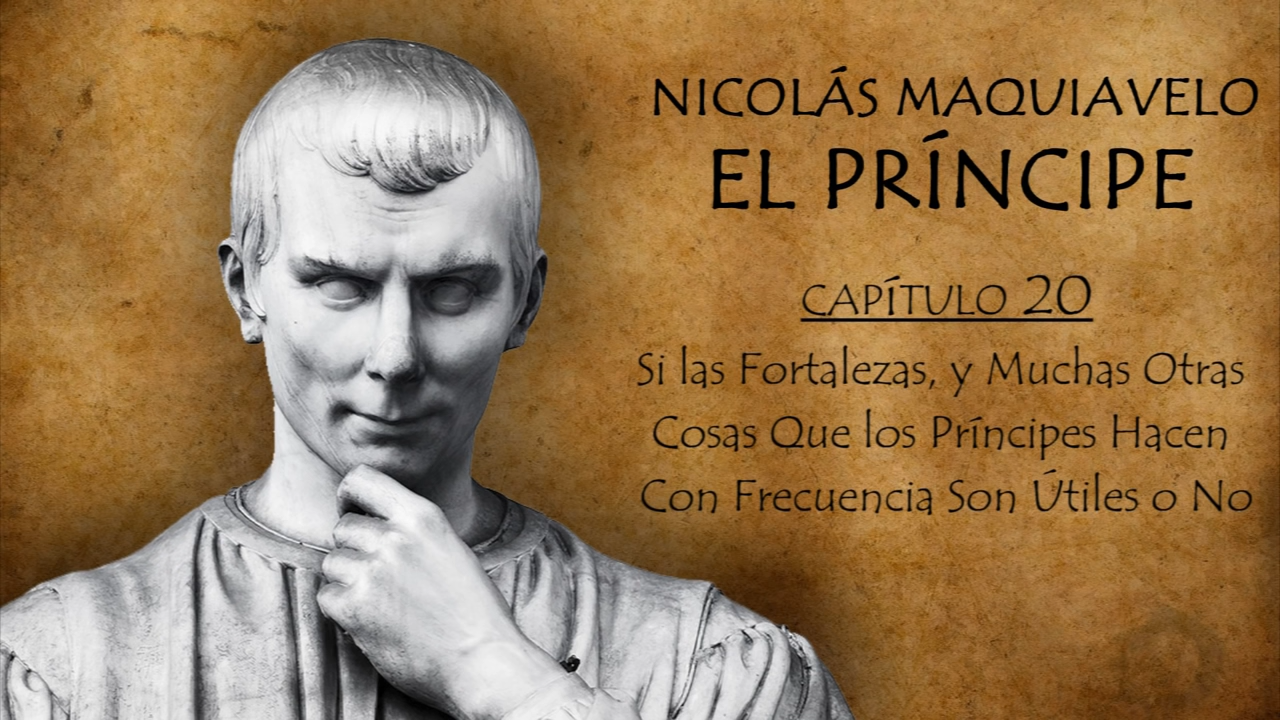 NICOLÁS MAQUIAVELO
EL PRÍNCIPE
CAPÍTULO 20
Si las Fortalezas, y Muchas Otras
Cosas Que los Príncipes Hacen
Con Frecuencia Son Útiles o No